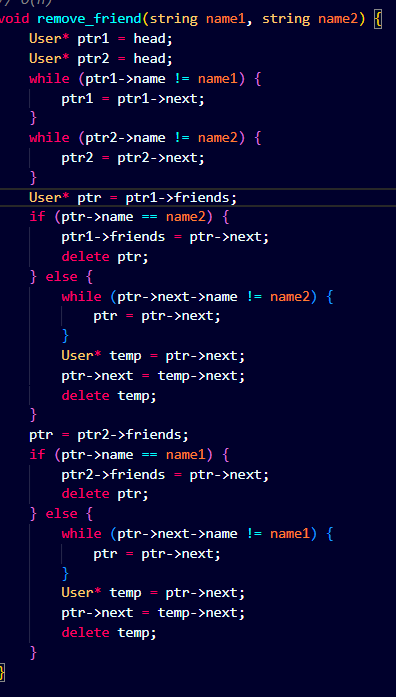 // O(n)
void remove_friend(string name1, string name2) {
    User* ptr1 = head;
    User* ptr2 = head;
    while (ptr1->name != name1) {
        ptr1 = ptr1->next;
    }
    while (ptr2->name != name2) {
        ptr2 = ptr2->next;
    }
    User* ptr = ptr1->friends;
    if (ptr->name == name2) {
        ptr1->friends = ptr->next;
        delete ptr;
    } else {
        while (ptr->next->name != name2) {
            ptr = ptr->next;
        }
        User* temp = ptr->next;
        ptr->next = temp->next;
        delete temp;
    }
    ptr = ptr2->friends;
    if (ptr->name == name1) {
        ptr2->friends = ptr->next;
        delete ptr;
    } else {
        while (ptr->next->name != name1) {
            ptr = ptr->next;
        }
        User* temp = ptr->next;
        ptr->next = temp->next;
        delete temp;
    }
}